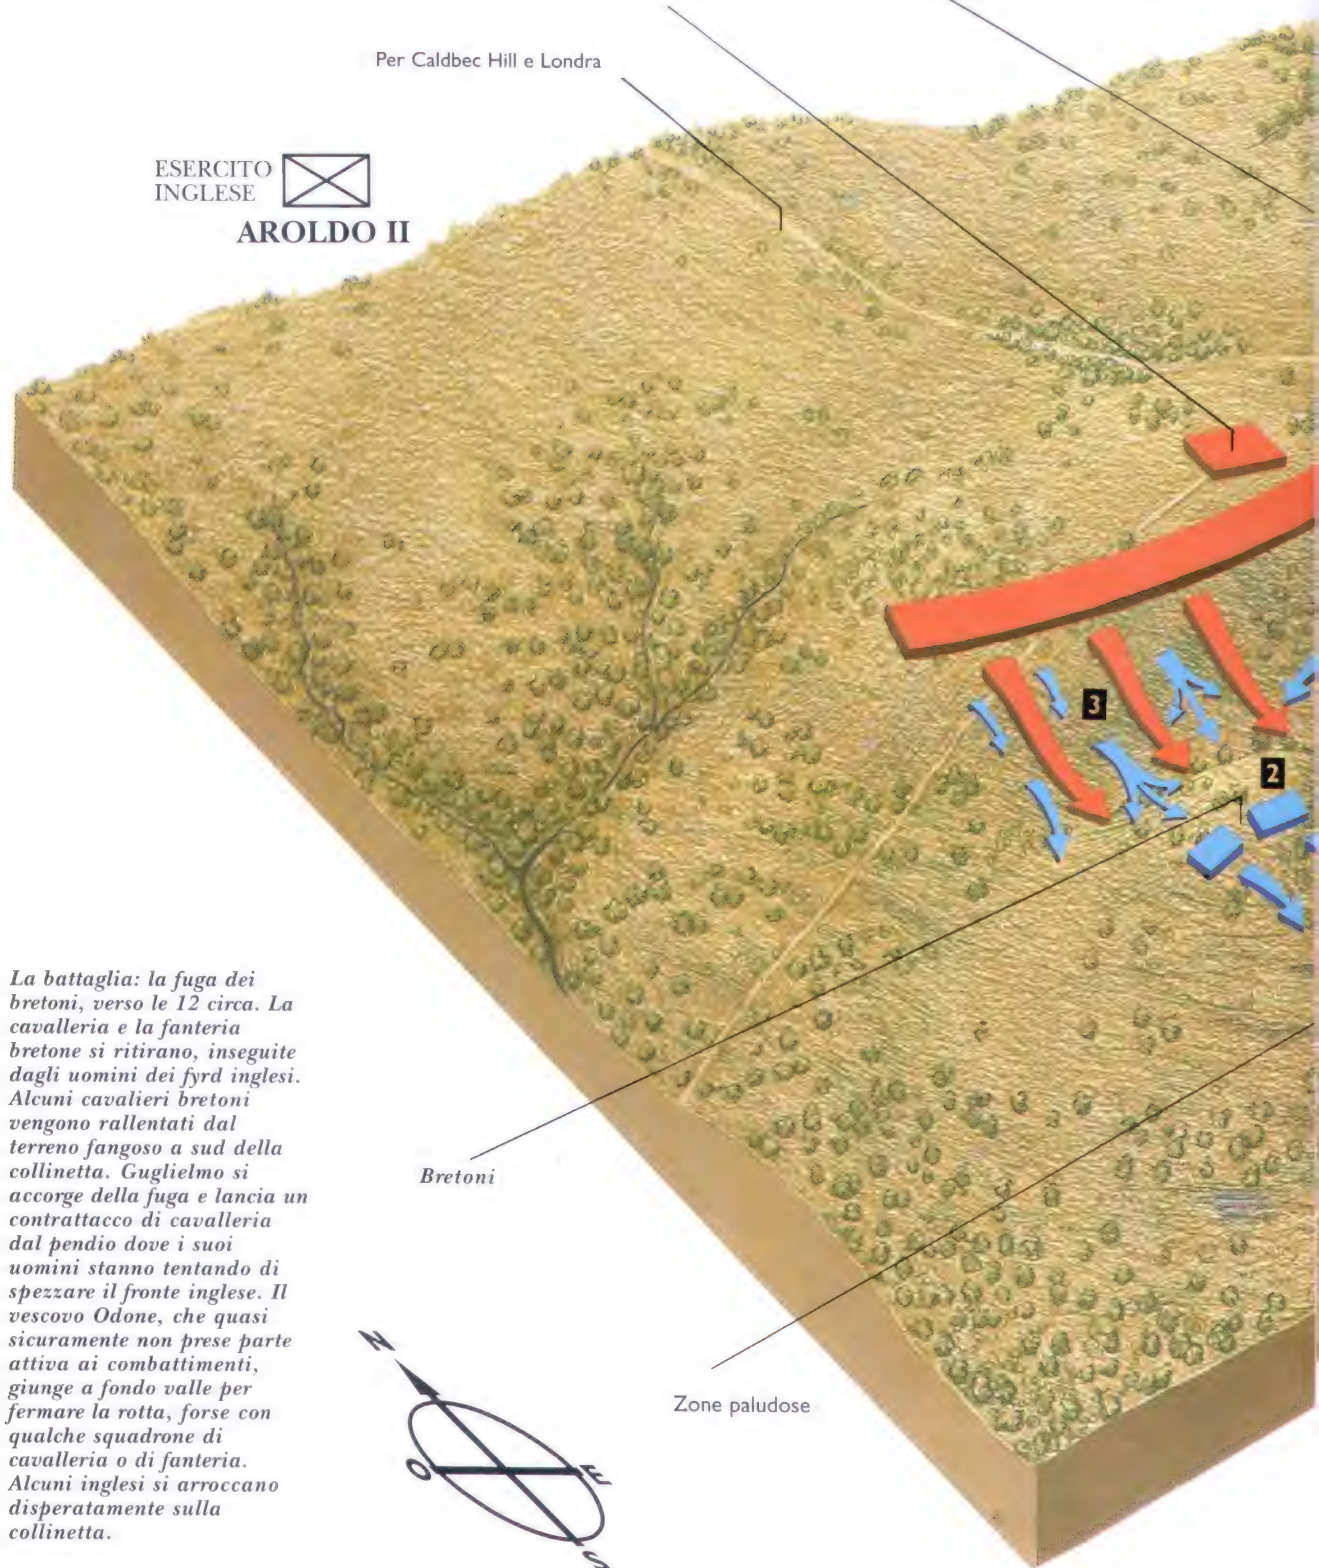 Per Caldbec Hill e Londra
ESERCITO
INGLESE
AROLDO II
3
2
La battaglia: la fuga dei
bretoni, verso le 12 circa. La
cavalleria e la fanteria
bretone si ritirano, inseguite
dagli uomini dei fyrd inglesi.
Alcuni cavalieri bretoni
vengono rallentati dal
terreno fangoso a sud della
collinetta. Guglielmo si
accorge della fuga e lancia un
contrattacco di cavalleria
dal pendio dove i suoi
uomini stanno tentando di
spezzare il fronte inglese. Il
vescovo Odone, che quasi
sicuramente non prese parte
attiva ai combattimenti,
giunge a fondo valle per
fermare la rotta, forse con
qualche squadrone di
cavalleria o di fanteria.
Alcuni inglesi si arroccano
disperatamente sulla
collinetta.
Bretoni
Zone paludose
N
O
E
S